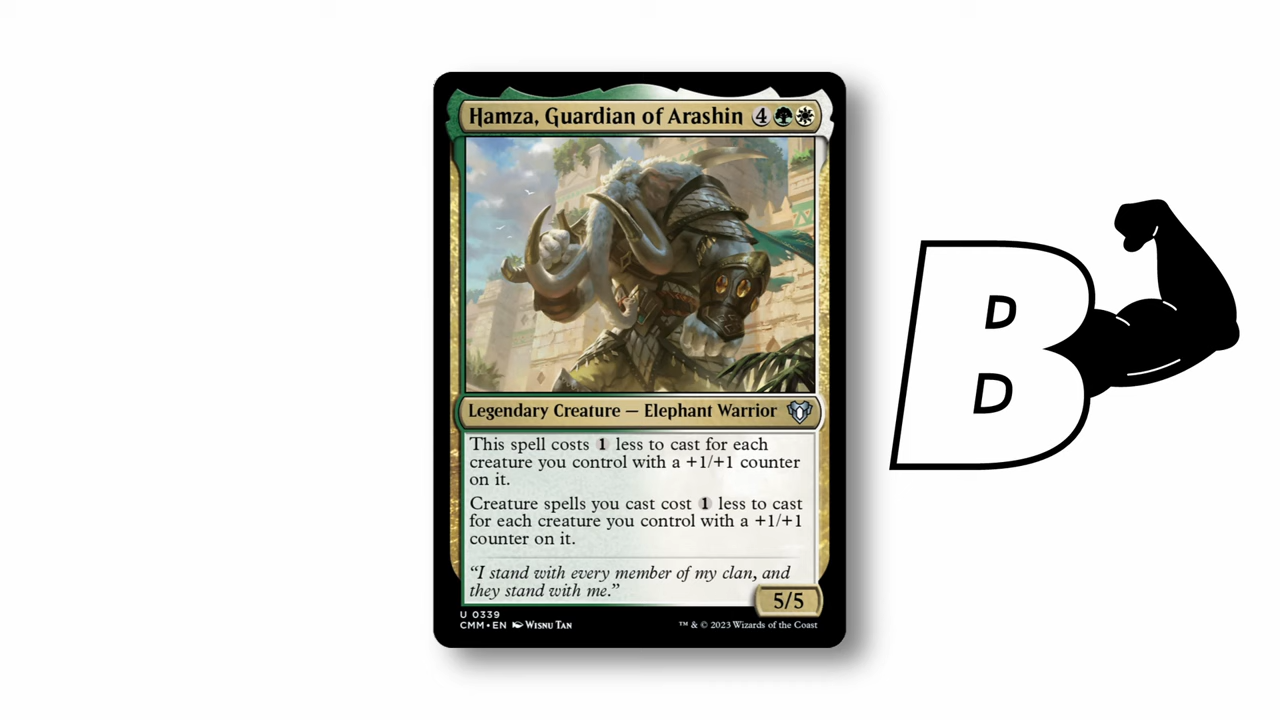 Hamza, Guardian of Arashin 4
Legendary Creature — Elephant Warrior
This spell costs 1 less to cast for each
creature you control with a +1/+1 counter
on it.
Creature spells you cast cost 1 less to cast
for each creature you control with a +1/+1
counter on it.
“I stand with every member of my clan, and
they stand with me.”
5/5
U 0339
CMM • EN Wisnu Tan
™ & © 2023 Wizards of the Coast
B
D
D